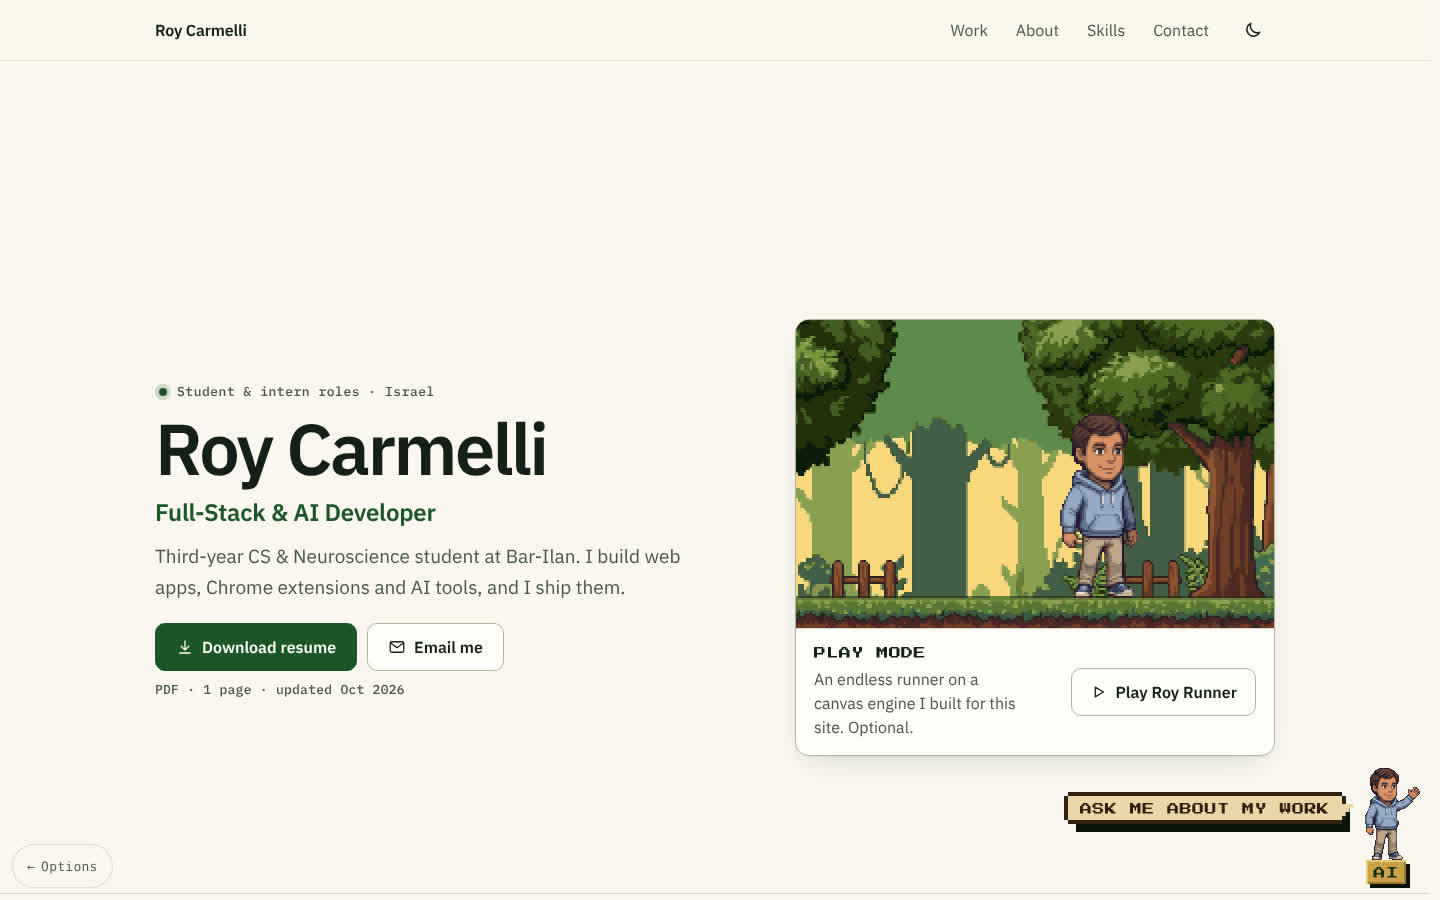 Roy Carmelli
Work About Skills Contact
Student & intern roles · Israel
Roy Carmelli
Full-Stack & AI Developer
Third-year CS & Neuroscience student at Bar-Ilan. I build web
apps, Chrome extensions and AI tools, and I ship them.
Download resume
Email me
PDF · 1 page · updated Oct 2026
PLAY MODE
An endless runner on a
canvas engine I built for this
site. Optional.
Play Roy Runner
ASK ME ABOUT MY WORK
AI
← Options